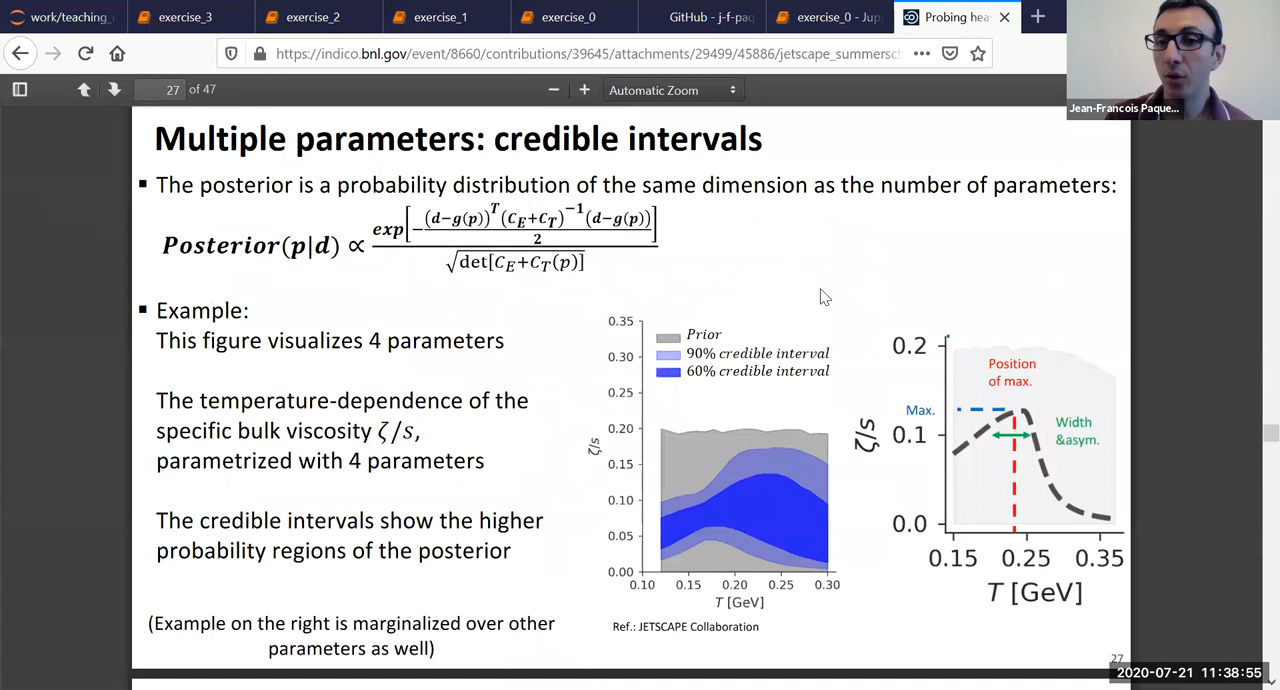 work/teaching_
exercise_3
exercise_2
exercise_1
exercise_0
GitHub - j-f-paq
exercise_0 - Jup
Probing hea
https://indico.bnl.gov/event/8660/contributions/39645/attachments/29499/45886/jetscape_summersc
27 of 47
Automatic Zoom
Jean-Francois Paque...
Multiple parameters: credible intervals
▪ The posterior is a probability distribution of the same dimension as the number of parameters:
Posterior(p|d) ∝ exp[-(d-g(p))^T(C_E+C_T)^-1(d-g(p))/2] / √det[C_E+C_T(p)]
▪ Example:
This figure visualizes 4 parameters
The temperature-dependence of the
specific bulk viscosity ζ/s,
parametrized with 4 parameters
The credible intervals show the higher
probability regions of the posterior
(Example on the right is marginalized over other
parameters as well)
0.35
0.30
0.25
0.20
0.15
0.10
0.05
0.00
ζ/s
Prior
90% credible interval
60% credible interval
0.10 0.15 0.20 0.25 0.30
T [GeV]
Ref.: JETSCAPE Collaboration
0.2
0.1
0.0
ζ/s
Position
of max.
Max.
Width
&asym.
0.15 0.25 0.35
T [GeV]
27
2020-07-21 11:38:55